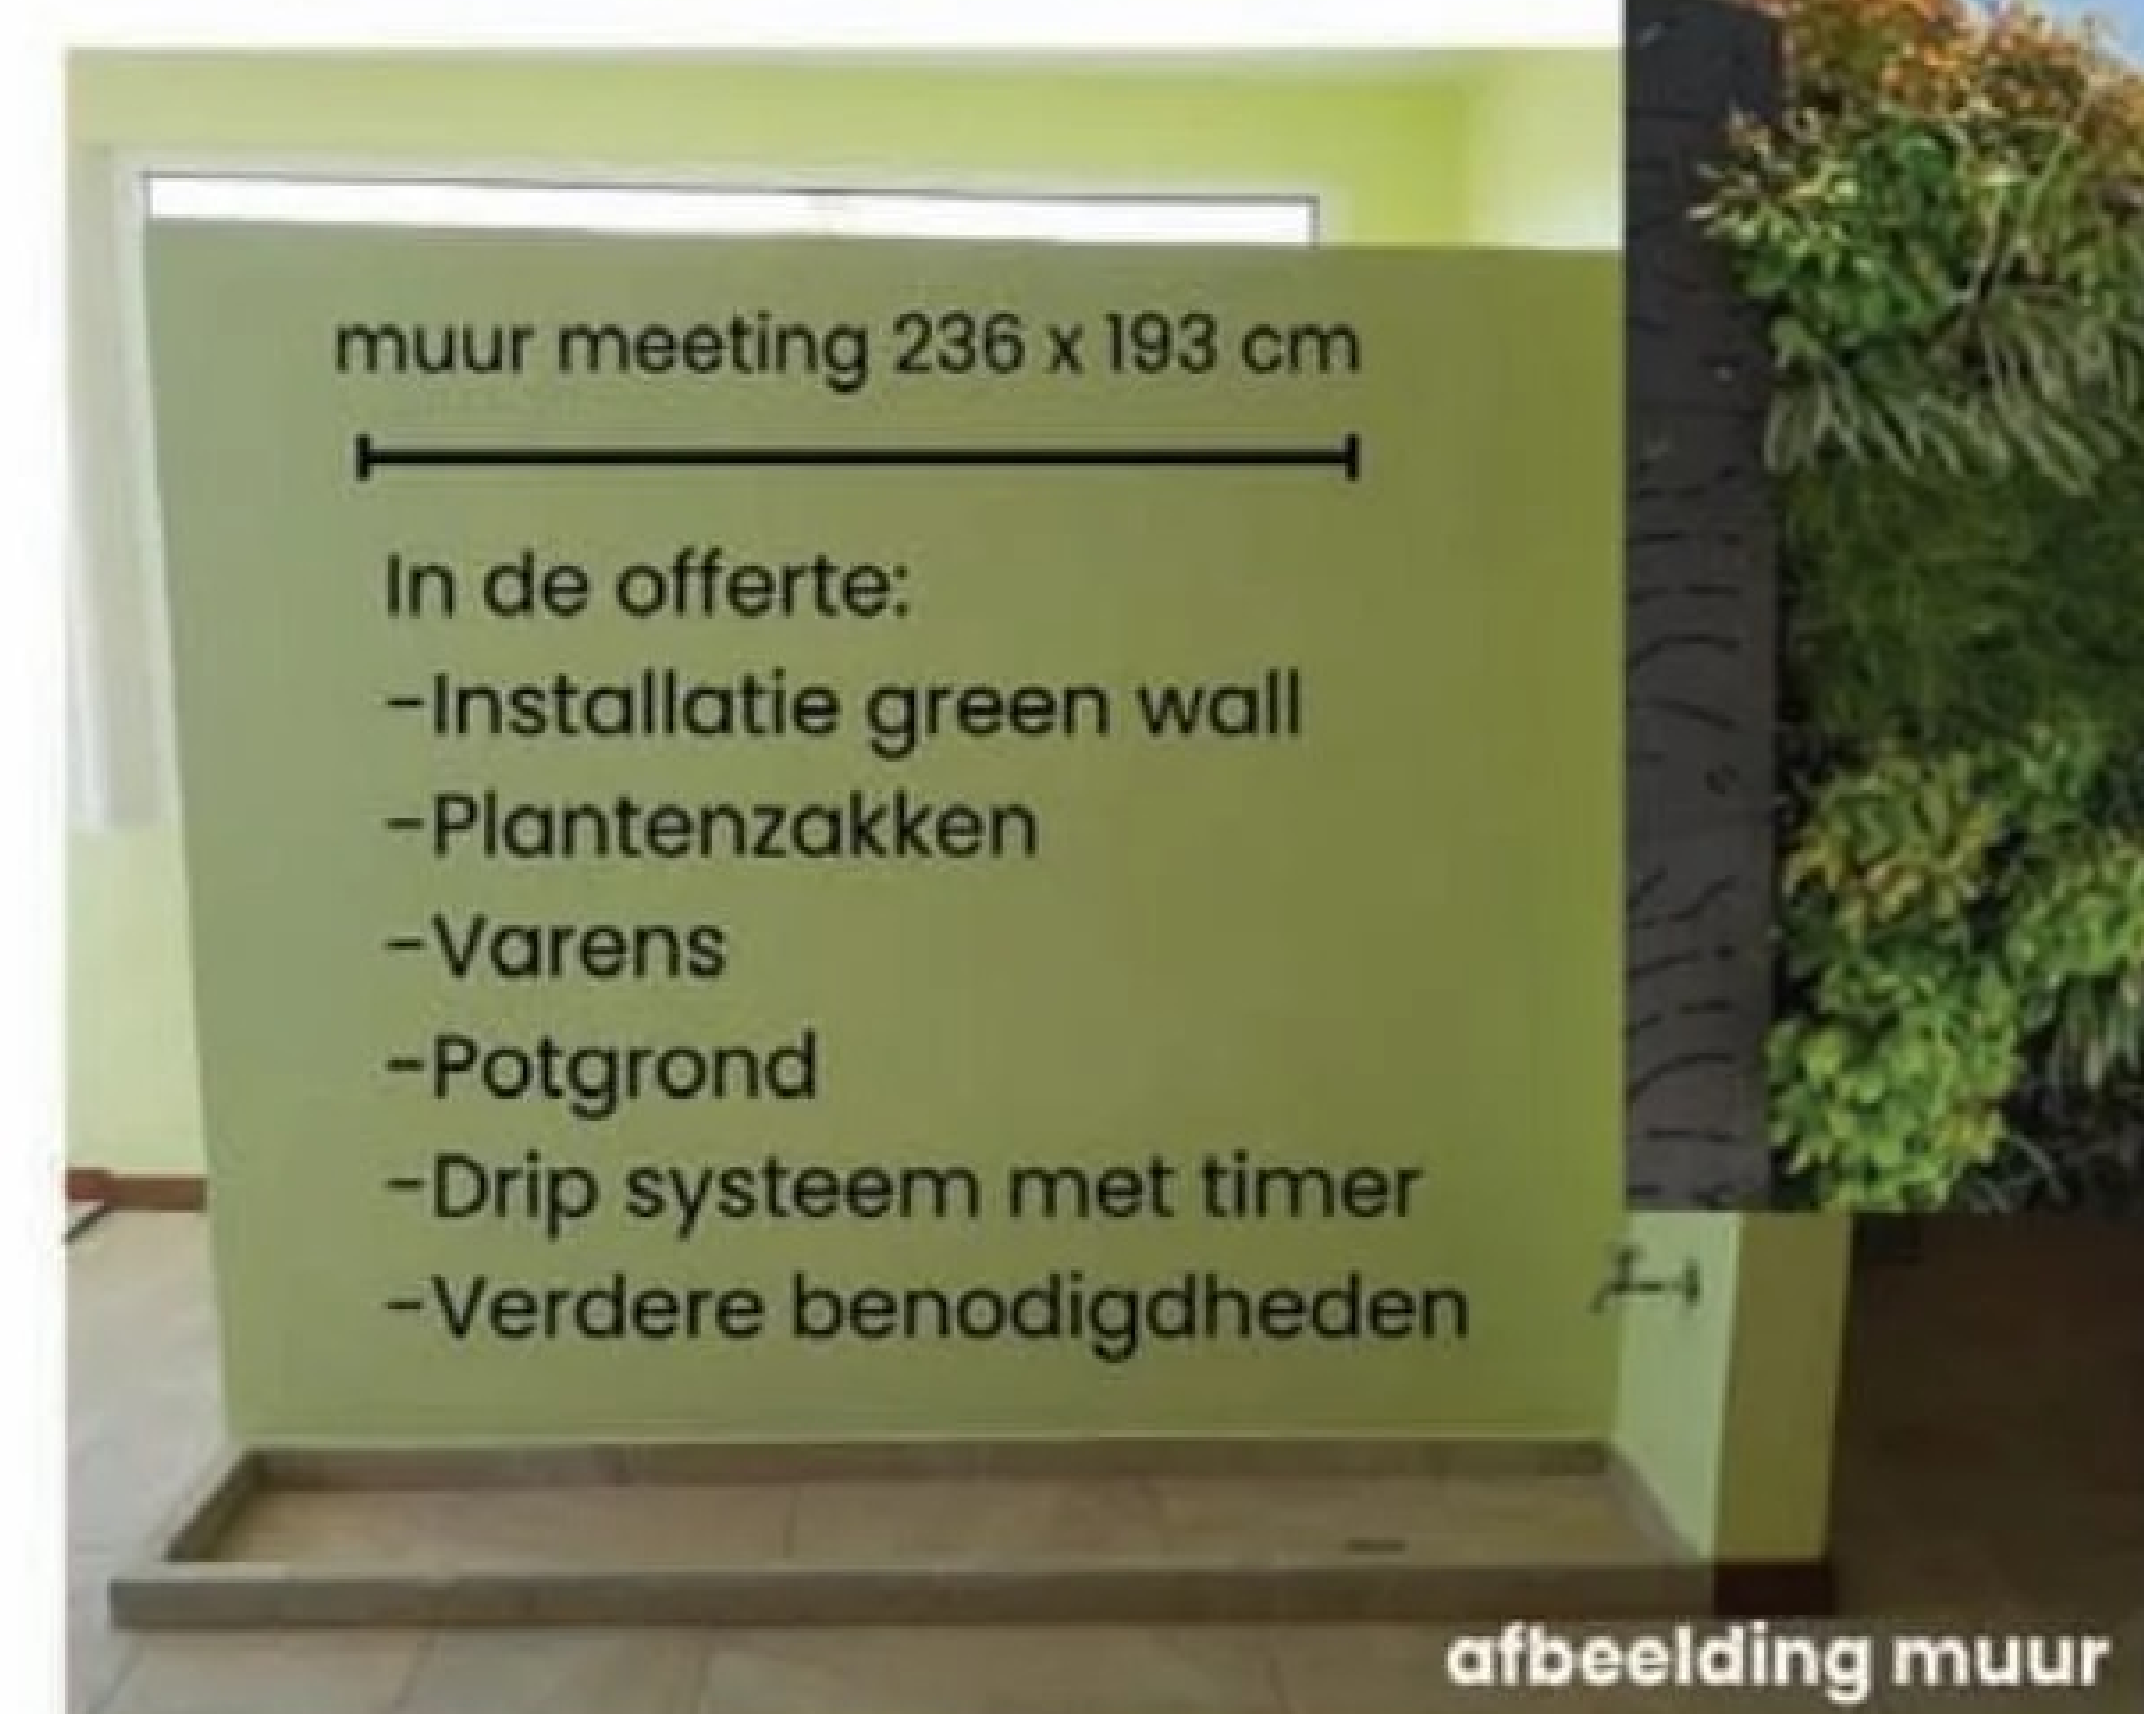 muur meeting 236 x 193 cm
In de offerte:
-Installatie green wall
-Plantenzakken
-Varens
-Potgrond
-Drip systeem met timer
-Verdere benodigdheden
afbeelding muur